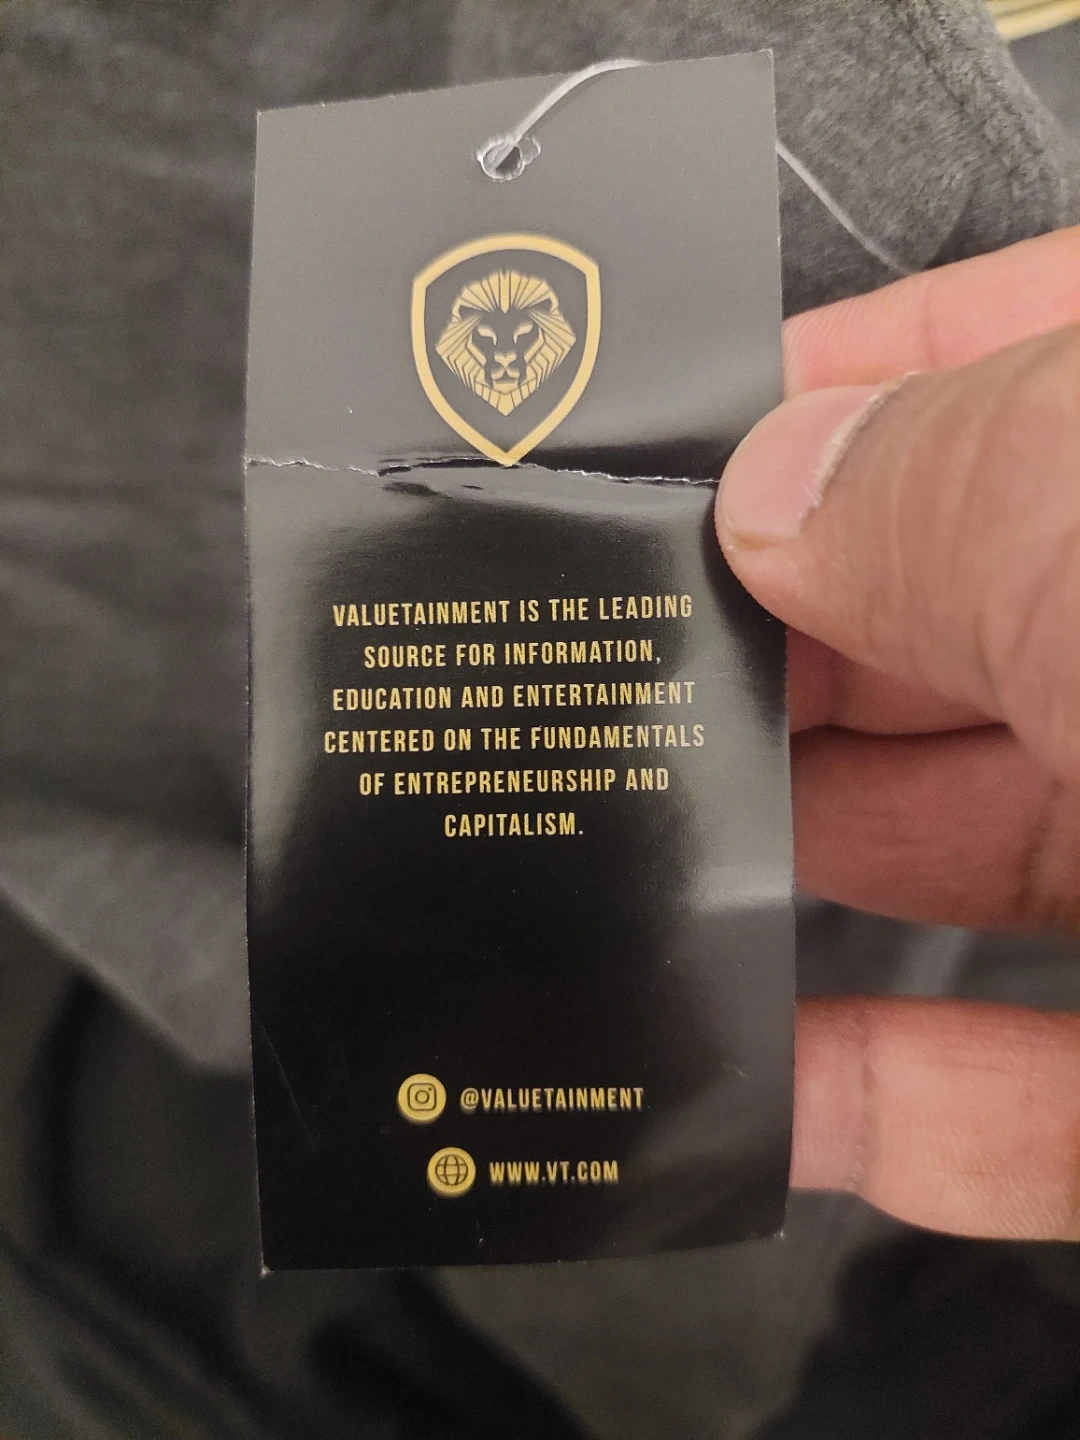 VALUETAINMENT IS THE LEADING
SOURCE FOR INFORMATION,
EDUCATION AND ENTERTAINMENT
CENTERED ON THE FUNDAMENTALS
OF ENTREPRENEURSHIP AND
CAPITALISM.
@VALUETAINMENT
WWW.VT.COM